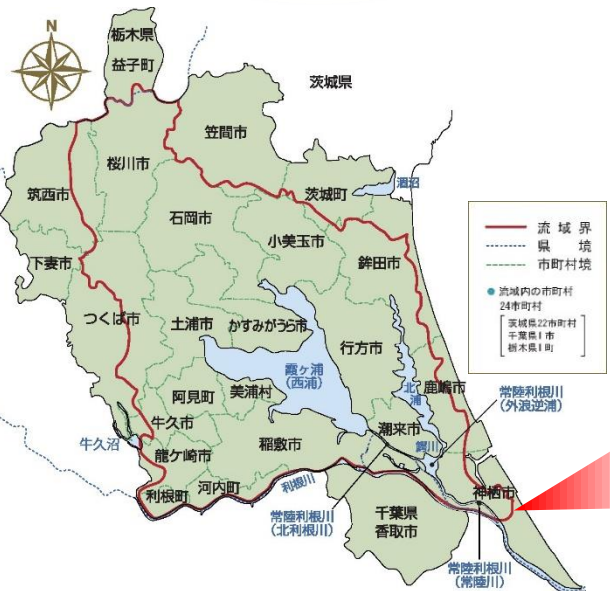 N
栃木県
益子町
茨城県
笠間市
桜川市
筑西市
茨城町
涸沼
石岡市
小美玉市
鉾田市
下妻市
つくば市
土浦市
かすみがうら市
行方市
霞ヶ浦
(西浦)
北浦
鹿嶋市
阿見町
美浦村
常陸利根川
(外浪逆浦)
牛久市
潮来市
牛久沼
稲敷市
鰐川
龍ケ崎市
利根町
河内町
利根川
神栖市
常陸利根川
(北利根川)
千葉県
香取市
常陸利根川
(常陸川)
流域界
県境
市町村境
流域内の市町村
24市町村
茨城県22市町村
千葉県1市
栃木県1町